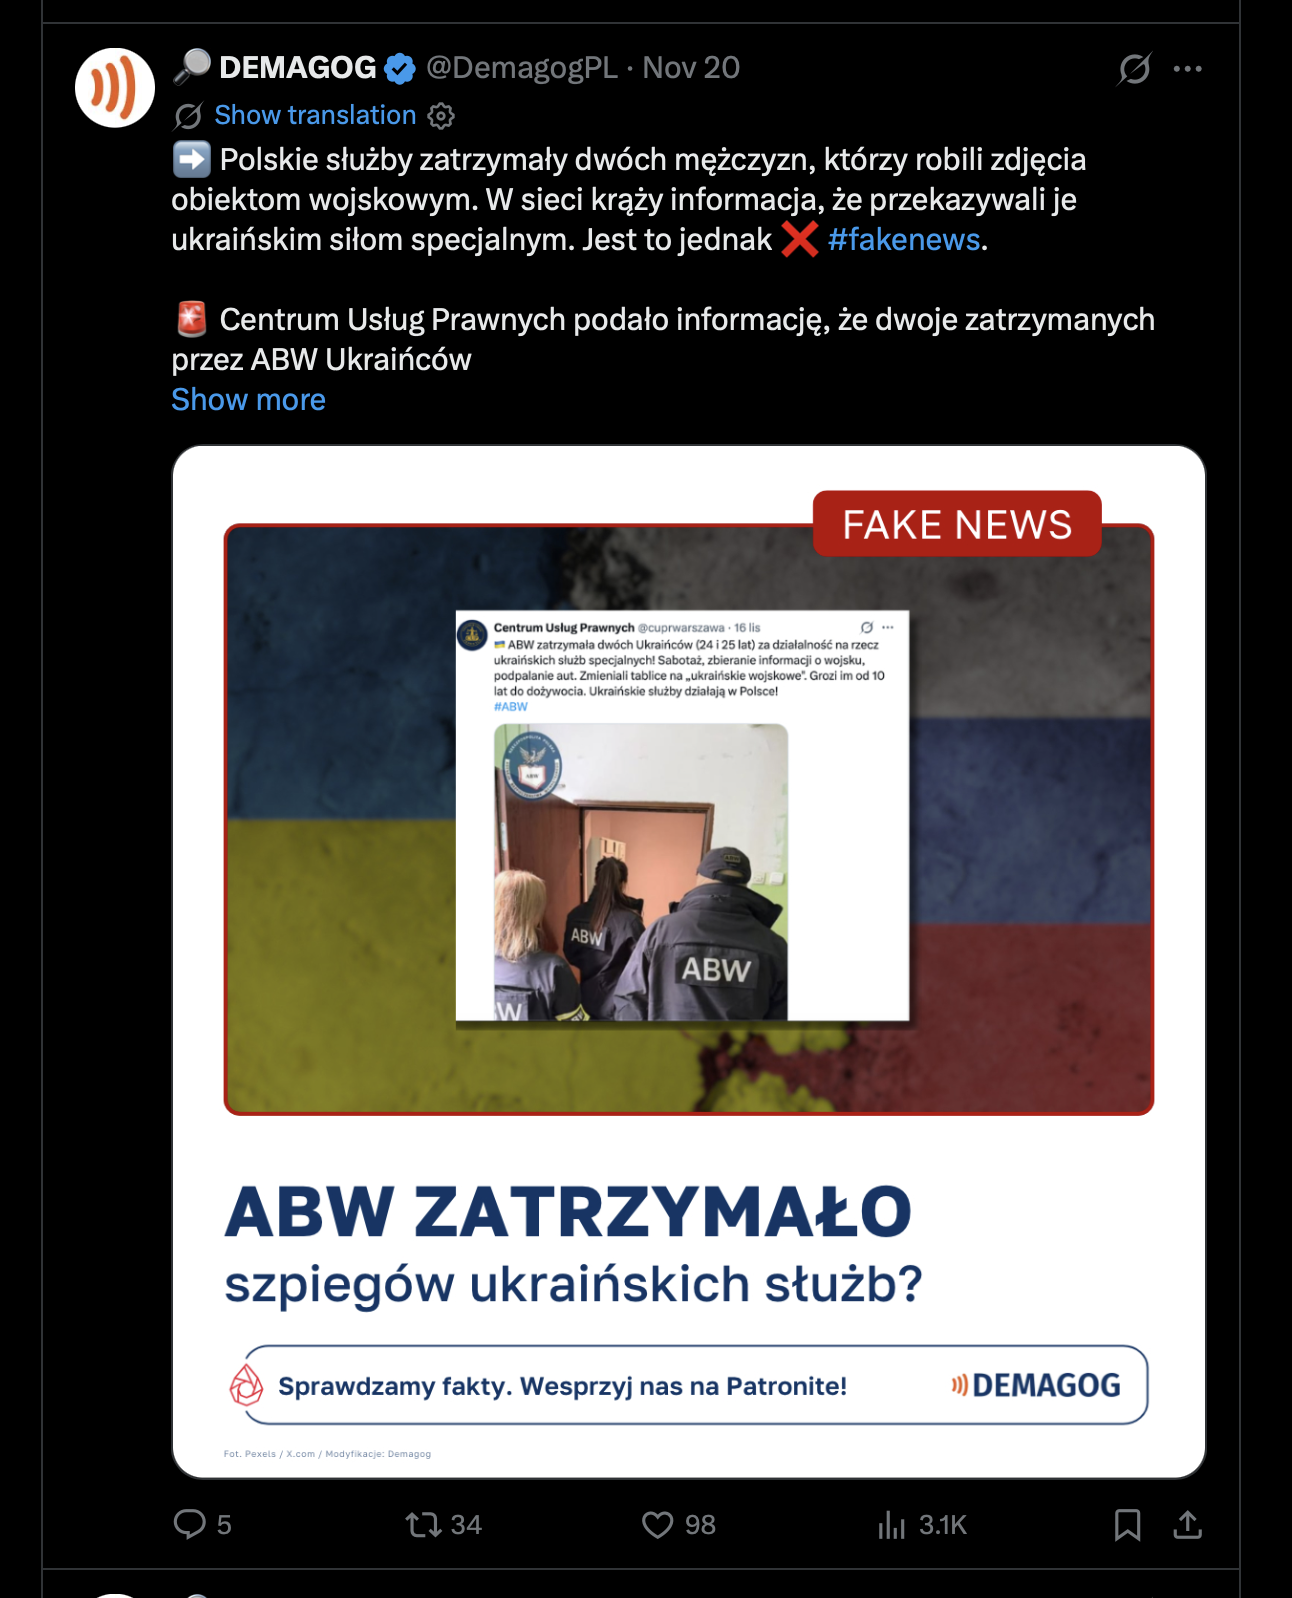 DEMAGOG @DemagogPL · Nov 20
Show translation
Polskie służby zatrzymały dwóch mężczyzn, którzy robili zdjęcia
obiektom wojskowym. W sieci krąży informacja, że przekazywali je
ukraińskim siłom specjalnym. Jest to jednak ❌ #fakenews.
Centrum Usług Prawnych podało informację, że dwoje zatrzymanych
przez ABW Ukraińców
Show more
FAKE NEWS
Centrum Usług Prawnych @cuprwarszawa · 16 lis
ABW zatrzymała dwóch Ukraińców (24 i 25 lat) za działalność na rzecz
ukraińskich służb specjalnych! Sabotaż, zbieranie informacji o wojsku,
podpalanie aut. Zmieniali tablice na „ukraińskie wojskowe". Grozi im od 10
lat do dożywocia. Ukraińskie służby działają w Polsce!
#ABW
ABW
ABW
ABW
W
ABW ZATRZYMAŁO
szpiegów ukraińskich służb?
Sprawdzamy fakty. Wesprzyj nas na Patronite!
DEMAGOG
Fot. Pexels / X.com / Modyfikacje: Demagog
5 34 98 3.1K